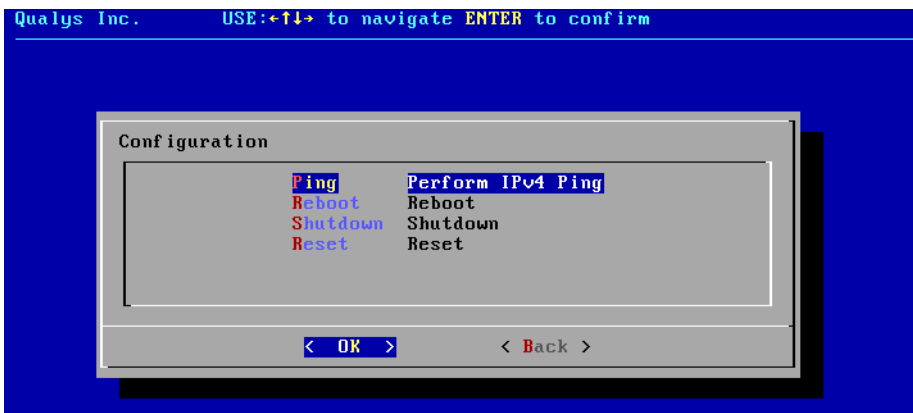 Qualys Inc. USE:←↑↓→ to navigate ENTER to confirm
Configuration
Ping Perform IPv4 Ping
Reboot Reboot
Shutdown Shutdown
Reset Reset
< OK > < Back >